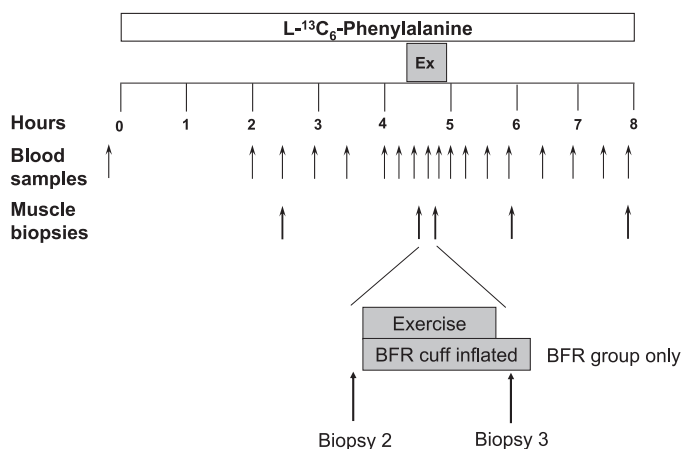 L-¹³C₆-Phenylalanine
Ex
Hours
0 1 2 3 4 5 6 7 8
Blood
samples
Muscle
biopsies
Exercise
BFR cuff inflated BFR group only
Biopsy 2 Biopsy 3